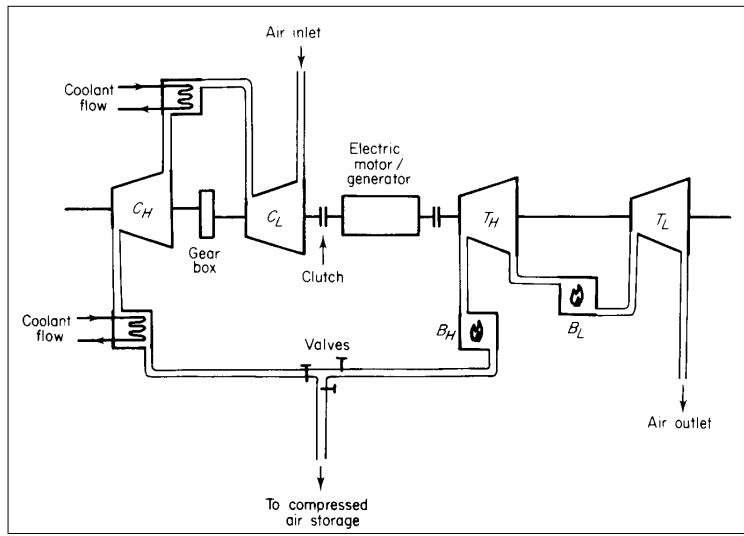 Air inlet
Coolant
flow
Electric
motor/
generator
C_H
C_L
T_H
T_L
Gear
box
Clutch
Coolant
flow
B_H
B_L
Valves
Air outlet
To compressed
air storage